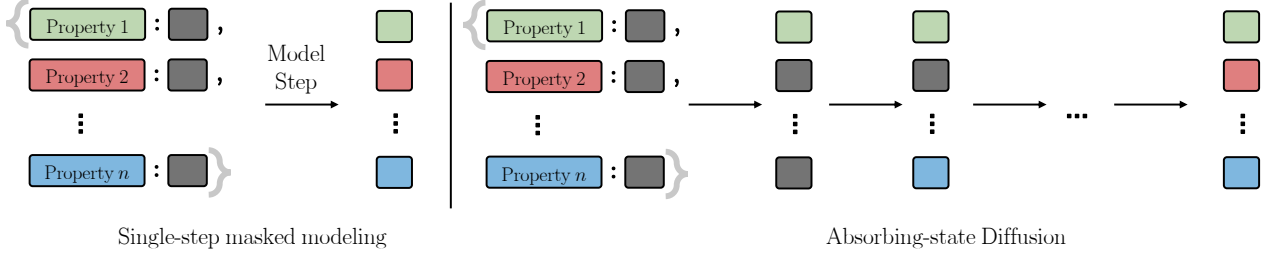 { Property 1 : ,
Property 2 : ,
⋮
Property n : }
Model
Step
⋮
Single-step masked modeling
{ Property 1 : ,
Property 2 : ,
⋮
Property n : }
⋮
⋮
...
⋮
Absorbing-state Diffusion